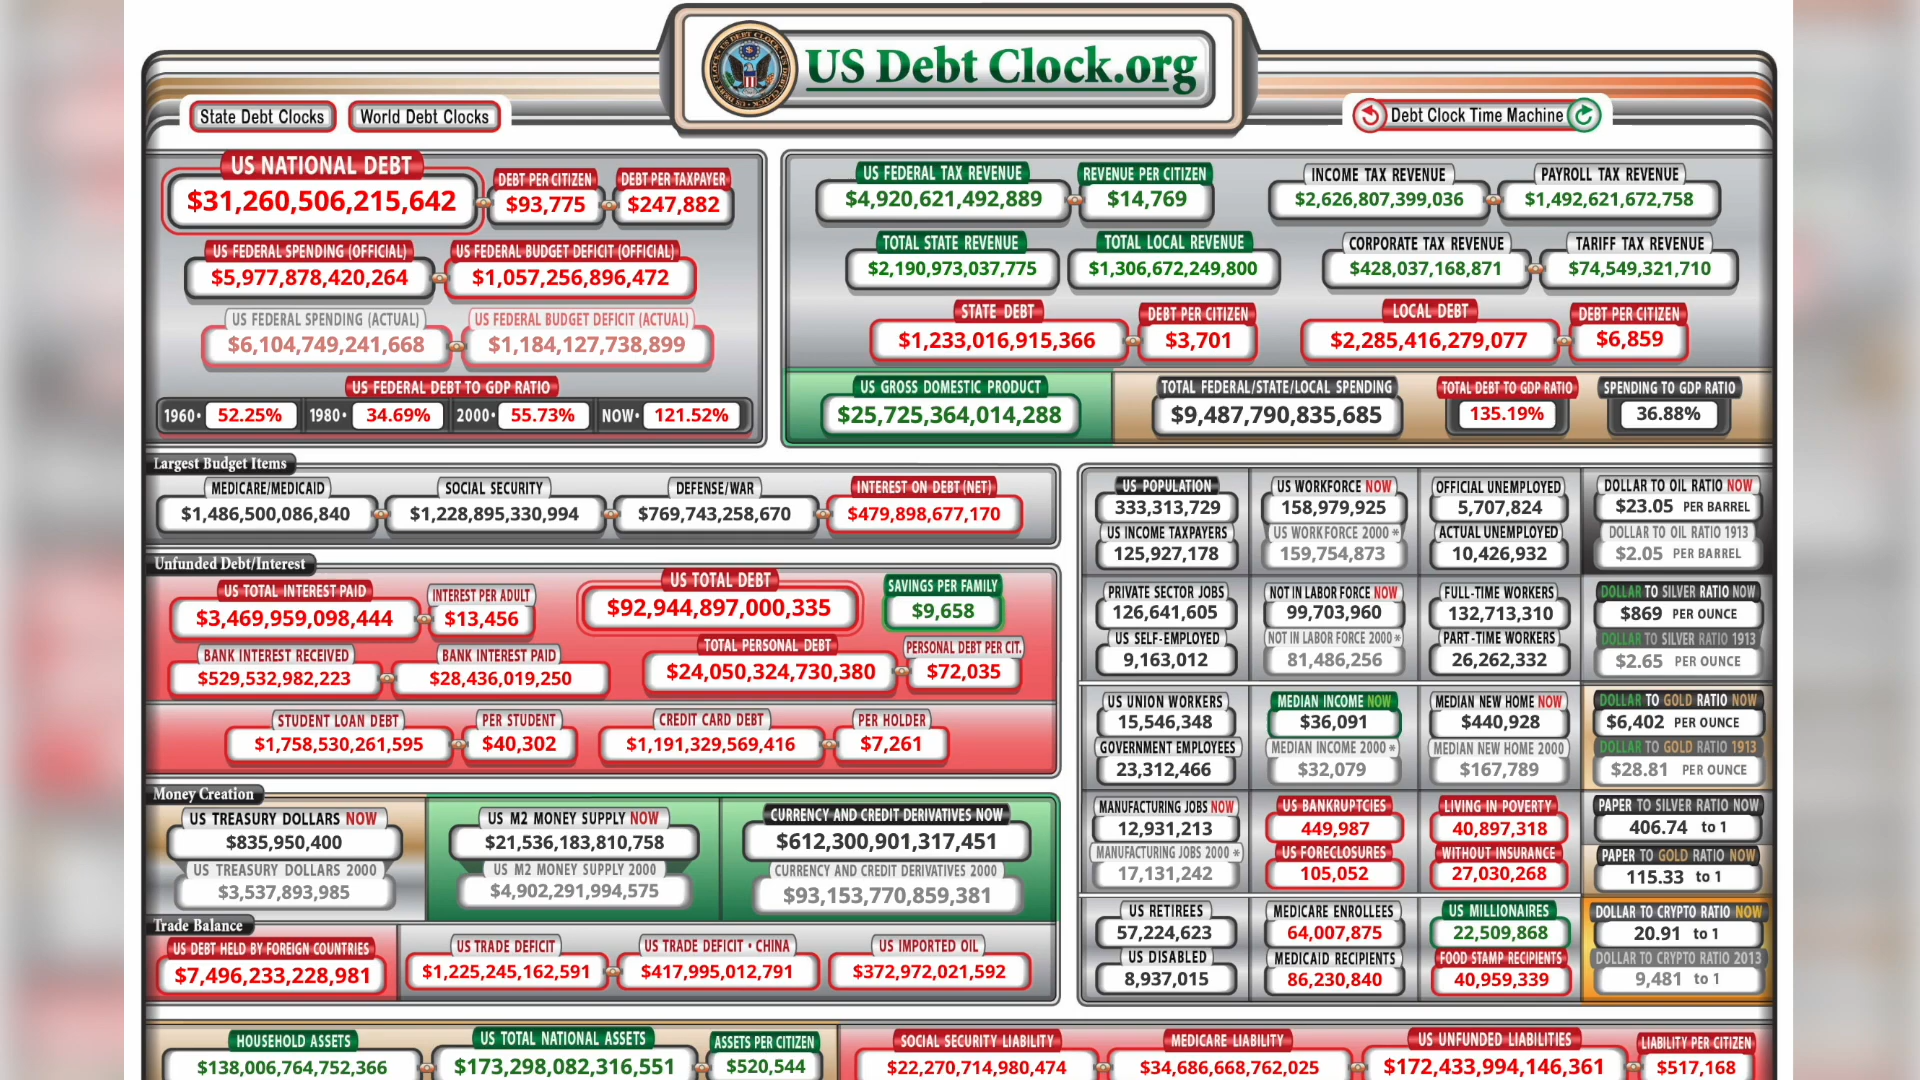 US Debt Clock.org
State Debt Clocks
World Debt Clocks
Debt Clock Time Machine
US NATIONAL DEBT
$31,260,506,215,642
DEBT PER CITIZEN
$93,775
DEBT PER TAXPAYER
$247,882
US FEDERAL SPENDING (OFFICIAL)
$5,977,878,420,264
US FEDERAL BUDGET DEFICIT (OFFICIAL)
$1,057,256,896,472
US FEDERAL SPENDING (ACTUAL)
$6,104,749,241,668
US FEDERAL BUDGET DEFICIT (ACTUAL)
$1,184,127,738,899
US FEDERAL DEBT TO GDP RATIO
1960• 52.25% 1980• 34.69% 2000• 55.73% NOW• 121.52%
US FEDERAL TAX REVENUE
$4,920,621,492,889
REVENUE PER CITIZEN
$14,769
INCOME TAX REVENUE
$2,626,807,399,036
PAYROLL TAX REVENUE
$1,492,621,672,758
TOTAL STATE REVENUE
$2,190,973,037,775
TOTAL LOCAL REVENUE
$1,306,672,249,800
CORPORATE TAX REVENUE
$428,037,168,871
TARIFF TAX REVENUE
$74,549,321,710
STATE DEBT
$1,233,016,915,366
DEBT PER CITIZEN
$3,701
LOCAL DEBT
$2,285,416,279,077
DEBT PER CITIZEN
$6,859
US GROSS DOMESTIC PRODUCT
$25,725,364,014,288
TOTAL FEDERAL/STATE/LOCAL SPENDING
$9,487,790,835,685
TOTAL DEBT TO GDP RATIO
135.19%
SPENDING TO GDP RATIO
36.88%
Largest Budget Items
MEDICARE/MEDICAID
$1,486,500,086,840
SOCIAL SECURITY
$1,228,895,330,994
DEFENSE/WAR
$769,743,258,670
INTEREST ON DEBT (NET)
$479,898,677,170
Unfunded Debt/Interest
US TOTAL INTEREST PAID
$3,469,959,098,444
INTEREST PER ADULT
$13,456
US TOTAL DEBT
$92,944,897,000,335
SAVINGS PER FAMILY
$9,658
BANK INTEREST RECEIVED
$529,532,982,223
BANK INTEREST PAID
$28,436,019,250
TOTAL PERSONAL DEBT
$24,050,324,730,380
PERSONAL DEBT PER CIT.
$72,035
STUDENT LOAN DEBT
$1,758,530,261,595
PER STUDENT
$40,302
CREDIT CARD DEBT
$1,191,329,569,416
PER HOLDER
$7,261
Money Creation
US TREASURY DOLLARS NOW
$835,950,400
US TREASURY DOLLARS 2000
$3,537,893,985
US M2 MONEY SUPPLY NOW
$21,536,183,810,758
US M2 MONEY SUPPLY 2000
$4,902,291,994,575
CURRENCY AND CREDIT DERIVATIVES NOW
$612,300,901,317,451
CURRENCY AND CREDIT DERIVATIVES 2000
$93,153,770,859,381
Trade Balance
US DEBT HELD BY FOREIGN COUNTRIES
$7,496,233,228,981
US TRADE DEFICIT
$1,225,245,162,591
US TRADE DEFICIT • CHINA
$417,995,012,791
US IMPORTED OIL
$372,972,021,592
US POPULATION
333,313,729
US INCOME TAXPAYERS
125,927,178
US WORKFORCE NOW
158,979,925
US WORKFORCE 2000 *
159,754,873
OFFICIAL UNEMPLOYED
5,707,824
ACTUAL UNEMPLOYED
10,426,932
DOLLAR TO OIL RATIO NOW
$23.05 PER BARREL
DOLLAR TO OIL RATIO 1913
$2.05 PER BARREL
PRIVATE SECTOR JOBS
126,641,605
US SELF-EMPLOYED
9,163,012
NOT IN LABOR FORCE NOW
99,703,960
NOT IN LABOR FORCE 2000 *
81,486,256
FULL-TIME WORKERS
132,713,310
PART-TIME WORKERS
26,262,332
DOLLAR TO SILVER RATIO NOW
$869 PER OUNCE
DOLLAR TO SILVER RATIO 1913
$2.65 PER OUNCE
US UNION WORKERS
15,546,348
GOVERNMENT EMPLOYEES
23,312,466
MEDIAN INCOME NOW
$36,091
MEDIAN INCOME 2000 *
$32,079
MEDIAN NEW HOME NOW
$440,928
MEDIAN NEW HOME 2000
$167,789
DOLLAR TO GOLD RATIO NOW
$6,402 PER OUNCE
DOLLAR TO GOLD RATIO 1913
$28.81 PER OUNCE
MANUFACTURING JOBS NOW
12,931,213
MANUFACTURING JOBS 2000 *
17,131,242
US BANKRUPTCIES
449,987
US FORECLOSURES
105,052
LIVING IN POVERTY
40,897,318
WITHOUT INSURANCE
27,030,268
PAPER TO SILVER RATIO NOW
406.74 to 1
PAPER TO GOLD RATIO NOW
115.33 to 1
US RETIREES
57,224,623
US DISABLED
8,937,015
MEDICARE ENROLLEES
64,007,875
MEDICAID RECIPIENTS
86,230,840
US MILLIONAIRES
22,509,868
FOOD STAMP RECIPIENTS
40,959,339
DOLLAR TO CRYPTO RATIO NOW
20.91 to 1
DOLLAR TO CRYPTO RATIO 2013
9,481 to 1
HOUSEHOLD ASSETS
$138,006,764,752,366
US TOTAL NATIONAL ASSETS
$173,298,082,316,551
ASSETS PER CITIZEN
$520,544
SOCIAL SECURITY LIABILITY
$22,270,714,980,474
MEDICARE LIABILITY
$34,686,668,762,025
US UNFUNDED LIABILITIES
$172,433,994,146,361
LIABILITY PER CITIZEN
$517,168